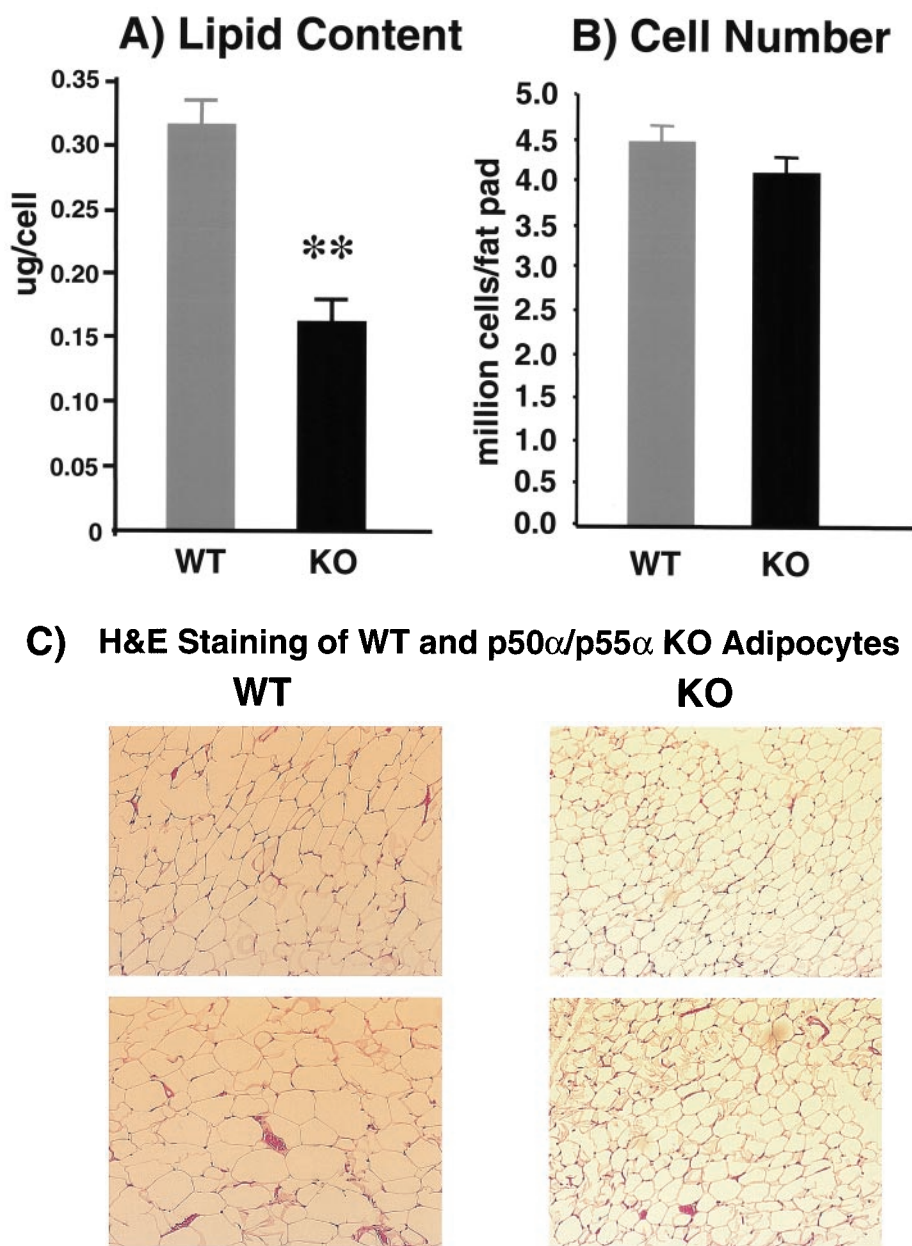 A) Lipid Content
0.35
0.30
0.25
0.20
0.15
0.10
0.05
0
ug/cell
**
WT KO
B) Cell Number
5.0
4.5
4.0
3.5
3.0
2.5
2.0
1.5
1.0
0.5
0.0
million cells/fat pad
WT KO
C) H&E Staining of WT and p50α/p55α KO Adipocytes
WT KO